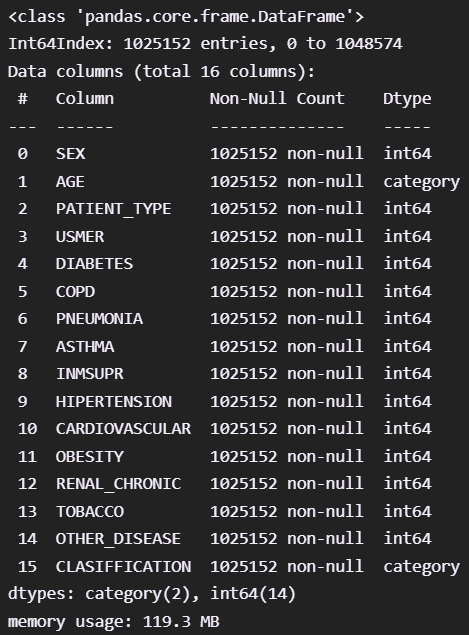 <class 'pandas.core.frame.DataFrame'>
Int64Index: 1025152 entries, 0 to 1048574
Data columns (total 16 columns):
 #   Column          Non-Null Count    Dtype
---  ------          --------------    -----
 0   SEX             1025152 non-null  int64
 1   AGE             1025152 non-null  category
 2   PATIENT_TYPE    1025152 non-null  int64
 3   USMER           1025152 non-null  int64
 4   DIABETES        1025152 non-null  int64
 5   COPD            1025152 non-null  int64
 6   PNEUMONIA       1025152 non-null  int64
 7   ASTHMA          1025152 non-null  int64
 8   INMSUPR         1025152 non-null  int64
 9   HIPERTENSION    1025152 non-null  int64
 10  CARDIOVASCULAR  1025152 non-null  int64
 11  OBESITY         1025152 non-null  int64
 12  RENAL_CHRONIC   1025152 non-null  int64
 13  TOBACCO         1025152 non-null  int64
 14  OTHER_DISEASE   1025152 non-null  int64
 15  CLASIFFICATION  1025152 non-null  category
dtypes: category(2), int64(14)
memory usage: 119.3 MB